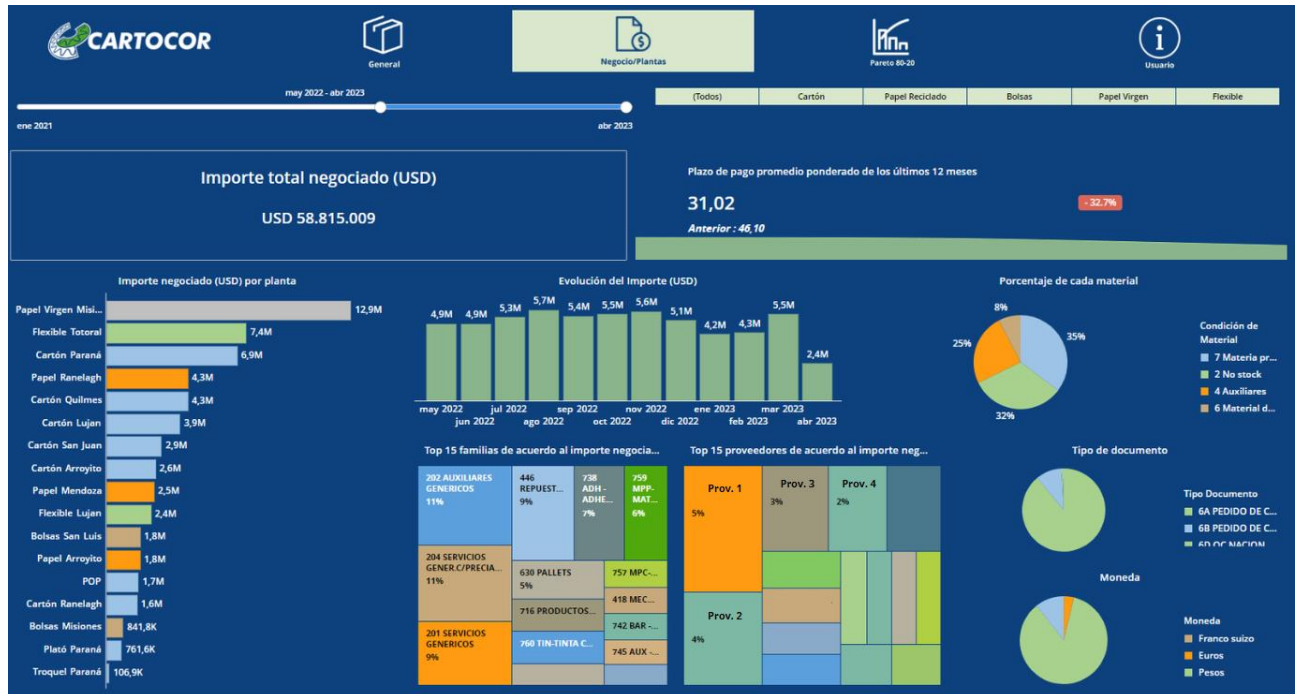 CARTOCOR
General
Negocio/Plantas
Pareto 80-20
Usuario
may 2022 - abr 2023
ene 2021
abr 2023
(Todos)
Cartón
Papel Reciclado
Bolsas
Papel Virgen
Flexible
Importe total negociado (USD)
USD 58.815.009
Plazo de pago promedio ponderado de los últimos 12 meses
31,02
- 32.7%
Anterior : 46,10
Importe negociado (USD) por planta
Papel Virgen Misi... 12,9M
Flexible Totoral 7,4M
Cartón Paraná 6,9M
Papel Ranelagh 4,3M
Cartón Quilmes 4,3M
Cartón Lujan 3,9M
Cartón San Juan 2,9M
Cartón Arroyito 2,6M
Papel Mendoza 2,5M
Flexible Lujan 2,4M
Bolsas San Luis 1,8M
Papel Arroyito 1,8M
POP 1,7M
Cartón Ranelagh 1,6M
Bolsas Misiones 841,8K
Plató Paraná 761,6K
Troquel Paraná 106,9K
Evolución del Importe (USD)
4,9M 4,9M 5,3M 5,7M 5,4M 5,5M 5,6M 5,1M 4,2M 4,3M 5,5M 2,4M
may 2022 jul 2022 sep 2022 nov 2022 ene 2023 mar 2023
jun 2022 ago 2022 oct 2022 dic 2022 feb 2023 abr 2023
Porcentaje de cada material
8%
35%
25%
32%
Condición de
Material
7 Materia pr...
2 No stock
4 Auxiliares
6 Material d...
Top 15 familias de acuerdo al importe negocia...
202 AUXILIARES
GENERICOS
11%
204 SERVICIOS
GENER.C/PRECIA...
11%
201 SERVICIOS
GENERICOS
9%
446
REPUEST...
9%
738
ADH -
ADHE...
7%
759
MPP-
MAT...
6%
630 PALLETS
5%
716 PRODUCTOS...
760 TIN-TINTA C...
757 MPC-...
418 MEC...
742 BAR -...
745 AUX -...
Top 15 proveedores de acuerdo al importe neg...
Prov. 1
5%
Prov. 2
4%
Prov. 3
3%
Prov. 4
2%
Tipo de documento
Tipo Documento
6A PEDIDO DE C...
6B PEDIDO DE C...
6D OC NACION
Moneda
Moneda
Franco suizo
Euros
Pesos